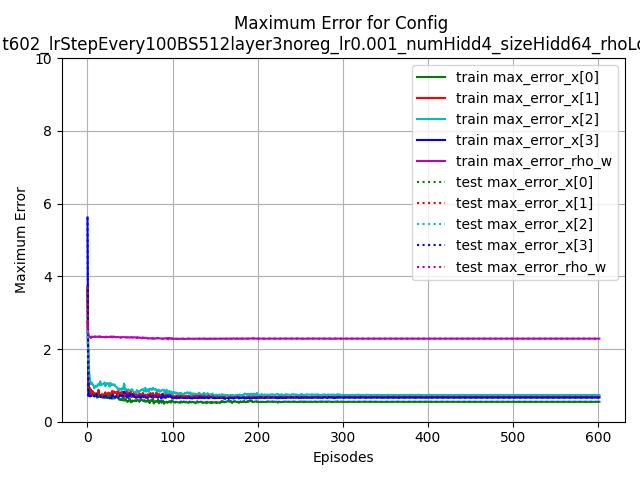 Maximum Error for Config
t602_lrStepEvery100BS512layer3noreg_lr0.001_numHidd4_sizeHidd64_rhoLo
train max_error_x[0]
train max_error_x[1]
train max_error_x[2]
train max_error_x[3]
train max_error_rho_w
test max_error_x[0]
test max_error_x[1]
test max_error_x[2]
test max_error_x[3]
test max_error_rho_w
Maximum Error
10
8
6
4
2
0
0 100 200 300 400 500 600
Episodes